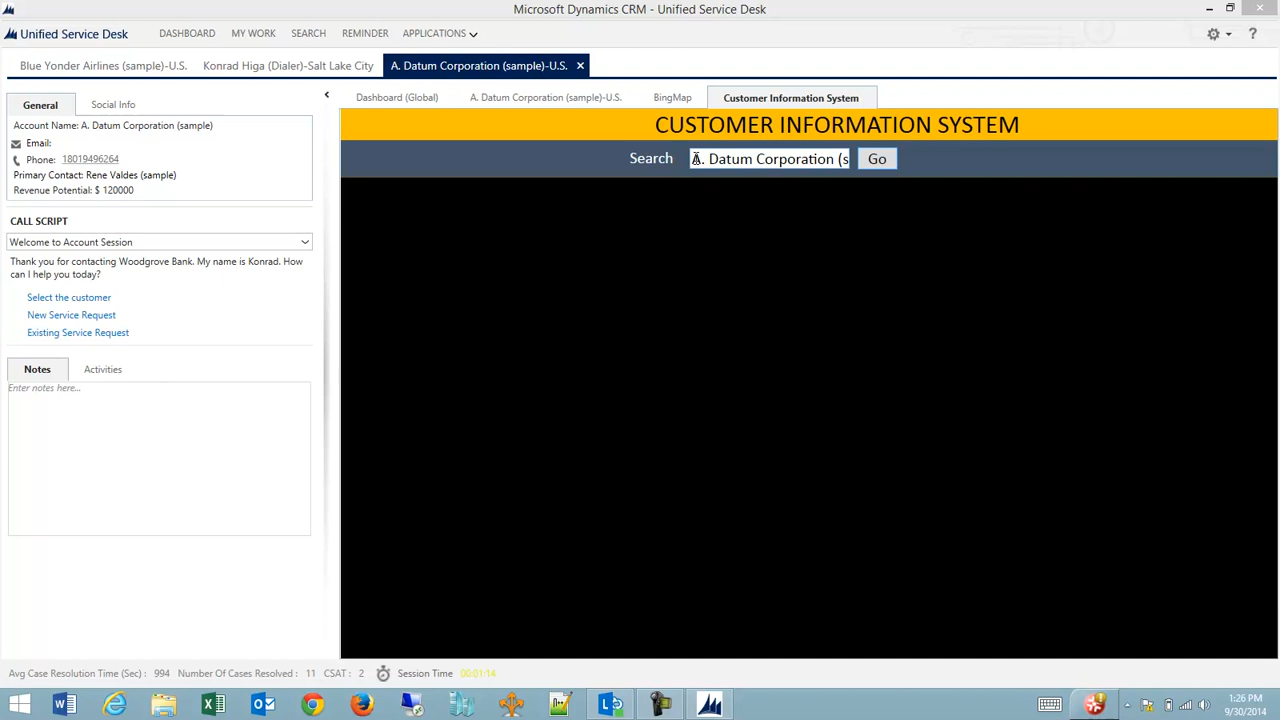 Microsoft Dynamics CRM - Unified Service Desk
Unified Service Desk DASHBOARD MY WORK SEARCH REMINDER APPLICATIONS ?
Blue Yonder Airlines (sample)-U.S. Konrad Higa (Dialer)-Salt Lake City A. Datum Corporation (sample)-U.S. ×
General Social Info
Dashboard (Global) A. Datum Corporation (sample)-U.S. BingMap Customer Information System
Account Name: A. Datum Corporation (sample)
Email:
Phone: 18019496264
Primary Contact: Rene Valdes (sample)
Revenue Potential: $ 120000
CUSTOMER INFORMATION SYSTEM
Search A. Datum Corporation (s Go
CALL SCRIPT
Welcome to Account Session
Thank you for contacting Woodgrove Bank. My name is Konrad. How
can I help you today?
Select the customer
New Service Request
Existing Service Request
Notes Activities
Enter notes here...
Avg Case Resolution Time (Sec) : 994 Number Of Cases Resolved : 11 CSAT : 2 Session Time 00:01:14
1:26 PM
9/30/2014